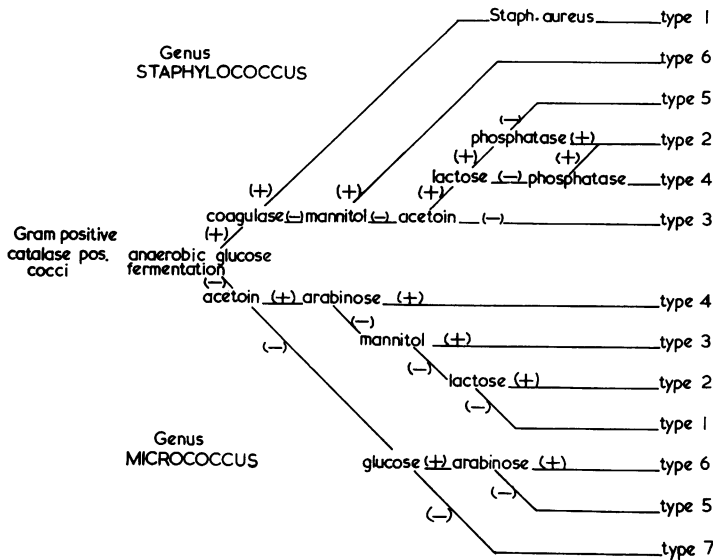 Staph. aureus type 1
Genus
STAPHYLOCOCCUS
type 6
type 5
(-)
phosphatase (+) type 2
(+) (+)
lactose (-) phosphatase type 4
(+) (+) (+)
coagulase (-) mannitol (-) acetoin (-) type 3
(+)
Gram positive
catalase pos.
cocci
anaerobic glucose
fermentation
(-)
acetoin (+) arabinose (+) type 4
(-)
(-) mannitol (+) type 3
(-)
lactose (+) type 2
(-)
type 1
Genus
MICROCOCCUS
glucose (+) arabinose (+) type 6
(-)
type 5
(-)
type 7